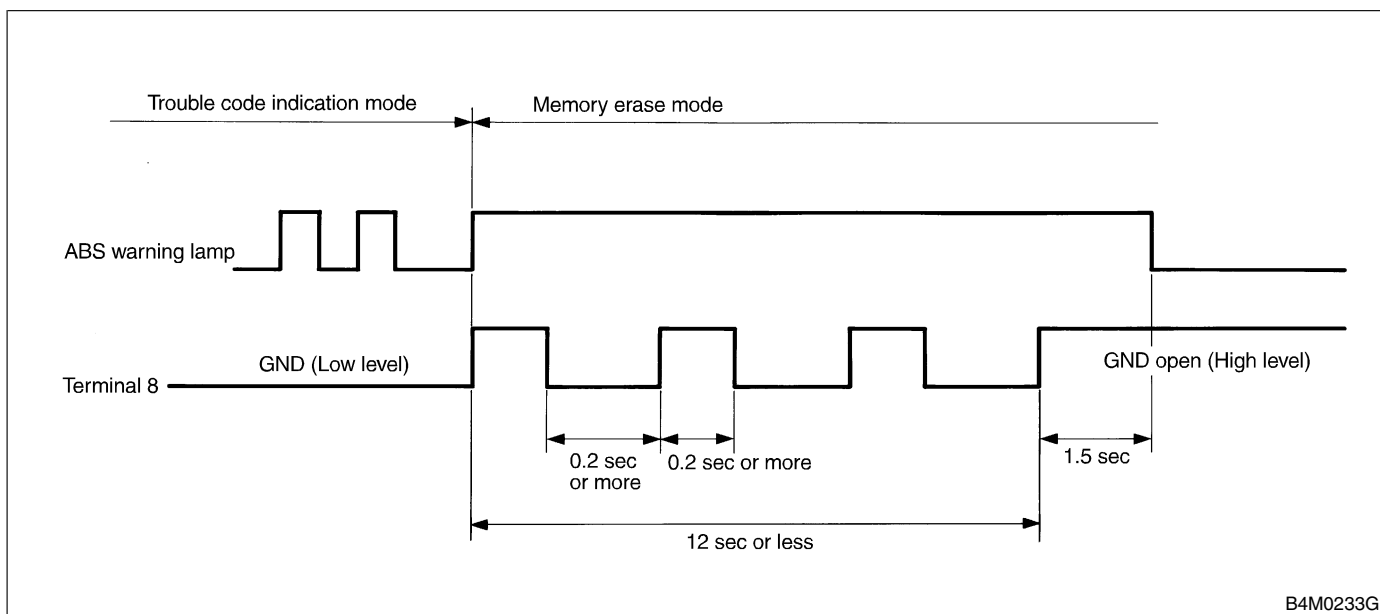 Trouble code indication mode
Memory erase mode
ABS warning lamp
GND (Low level)
GND open (High level)
Terminal 8
0.2 sec
or more
0.2 sec or more
1.5 sec
12 sec or less
B4M0233G